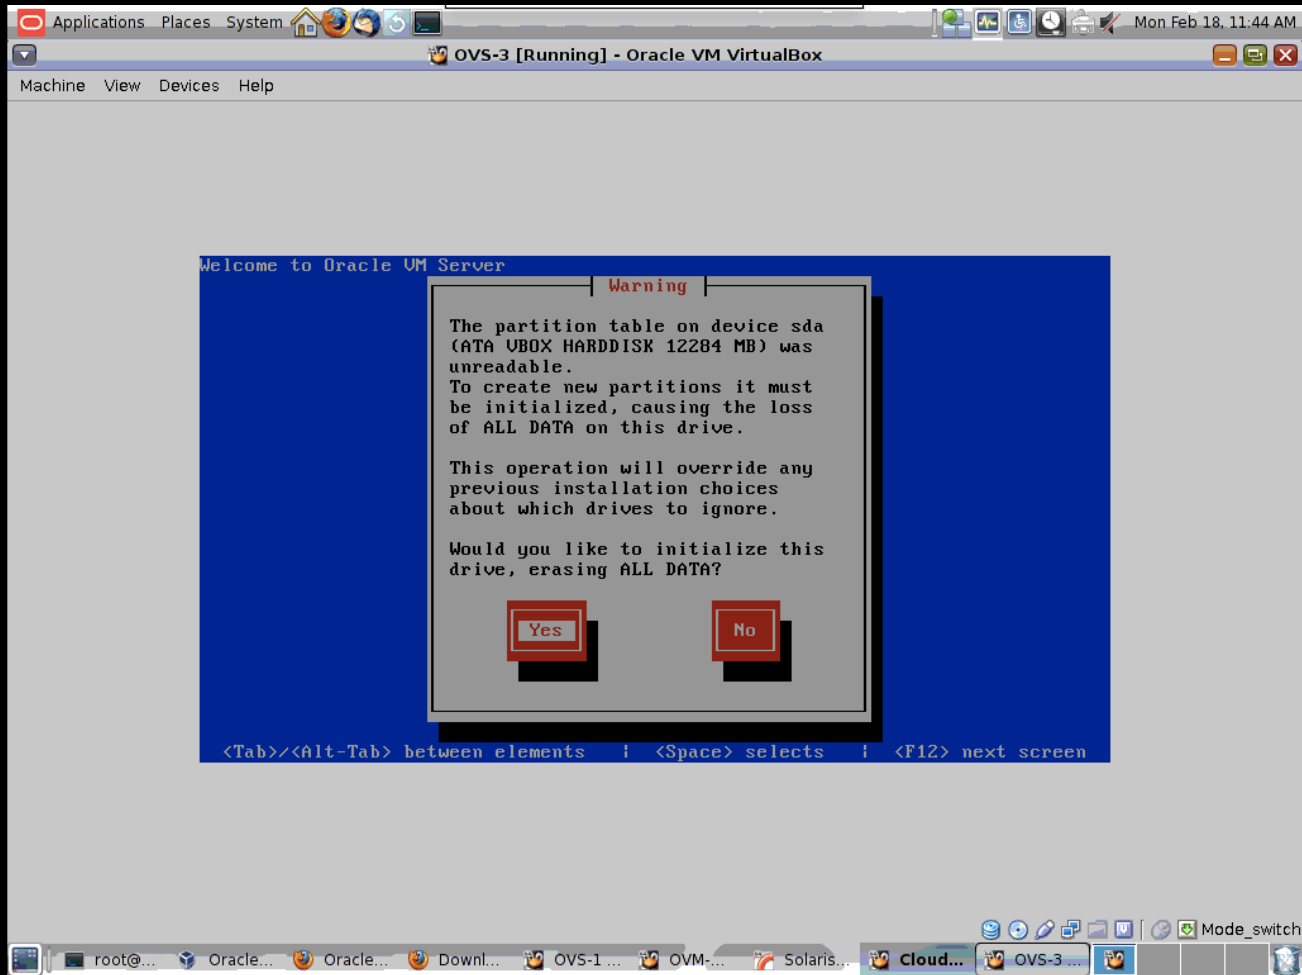 Applications Places System Mon Feb 18, 11:44 AM
OVS-3 [Running] - Oracle VM VirtualBox
Machine View Devices Help
Welcome to Oracle VM Server
Warning
The partition table on device sda
(ATA VBOX HARDDISK 12284 MB) was
unreadable.
To create new partitions it must
be initialized, causing the loss
of ALL DATA on this drive.
This operation will override any
previous installation choices
about which drives to ignore.
Would you like to initialize this
drive, erasing ALL DATA?
Yes No
<Tab>/<Alt-Tab> between elements | <Space> selects | <F12> next screen
Mode_switch
root@... Oracle... Oracle... Downl... OVS-1 ... OVM-... Solaris... Cloud... OVS-3 ...